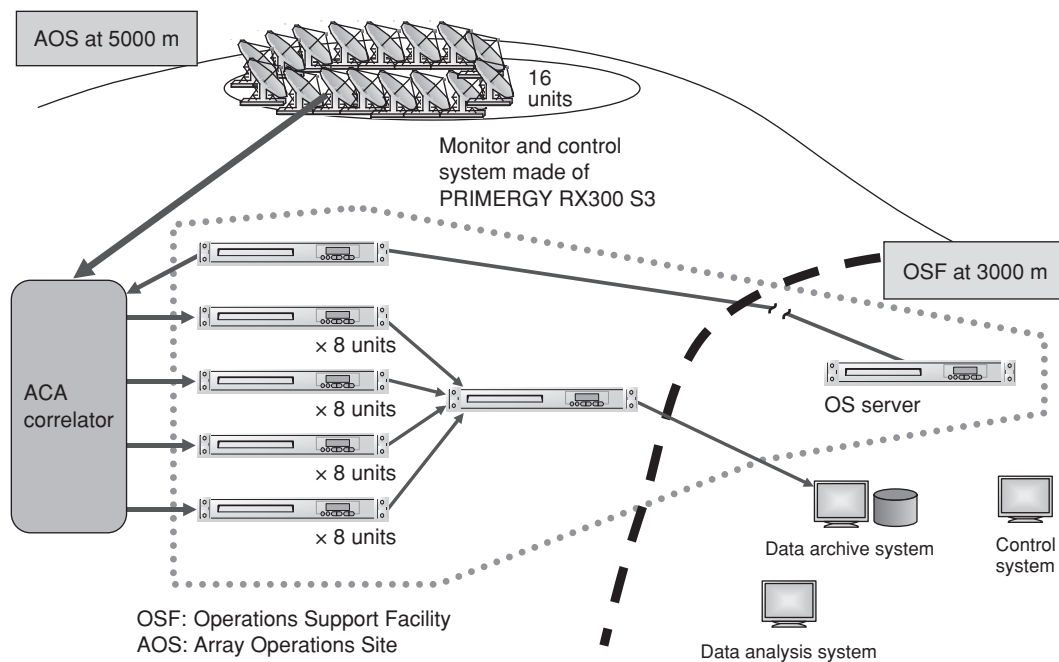 AOS at 5000 m
16
units
Monitor and control
system made of
PRIMERGY RX300 S3
OSF at 3000 m
× 8 units
× 8 units
× 8 units
× 8 units
ACA
correlator
OS server
Data archive system
Control
system
Data analysis system
OSF: Operations Support Facility
AOS: Array Operations Site